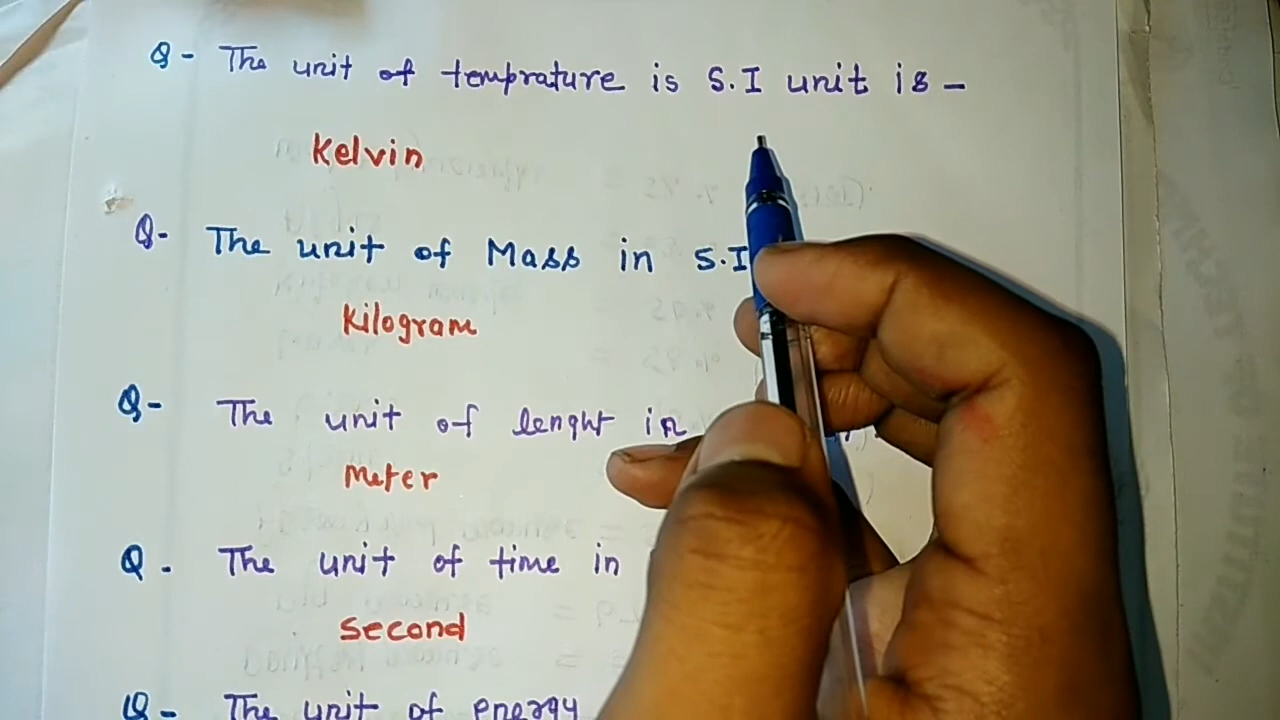 Q- The unit of temprature is S.I unit is -
Kelvin
Q- The unit of Mass in S.I
Kilogram
Q- The unit of lenght in
Meter
Q. The unit of time in
Second
Q- The unit of energy